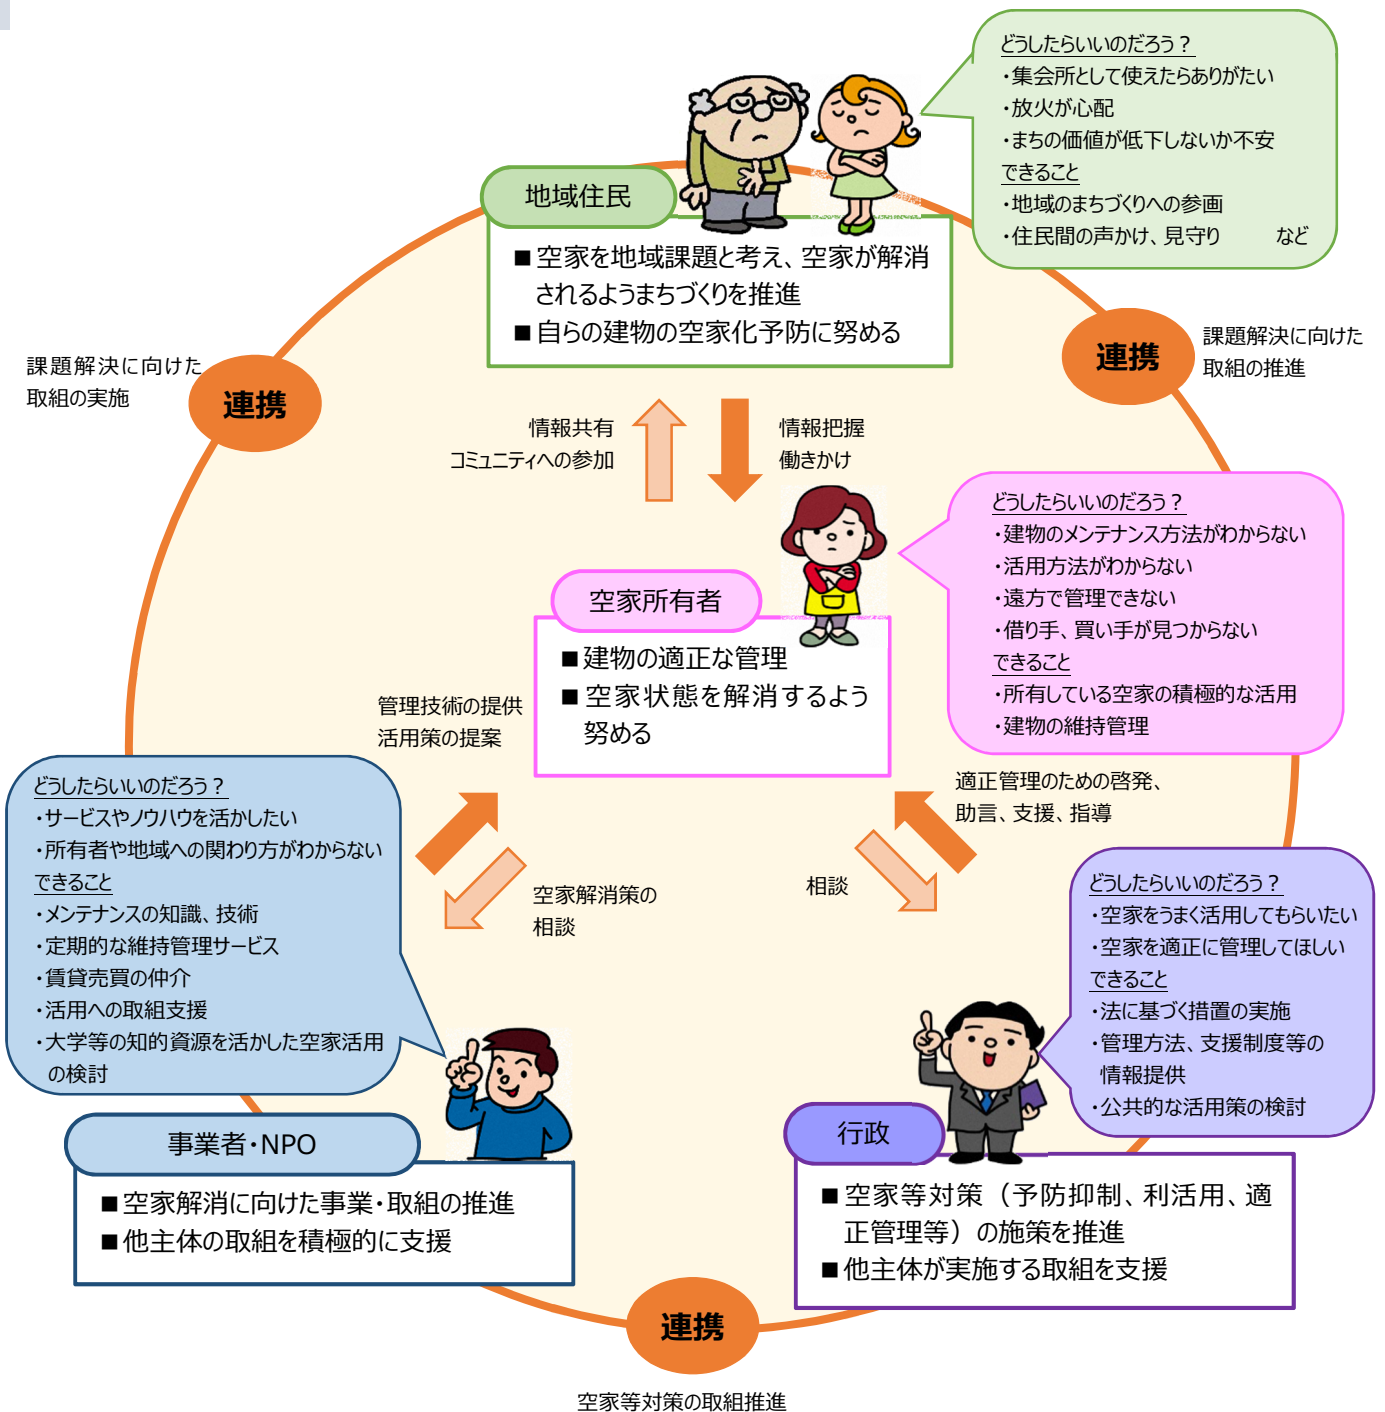 どうしたらいいのだろう？
・集会所として使えたらありがたい
・放火が心配
・まちの価値が低下しないか不安
できること
・地域のまちづくりへの参画
・住民間の声かけ、見守り　　など
地域住民
■空家を地域課題と考え、空家が解消
されるようまちづくりを推進
■自らの建物の空家化予防に努める
連携
課題解決に向けた
取組の推進
課題解決に向けた
取組の実施
連携
情報共有
コミュニティへの参加
情報把握
働きかけ
どうしたらいいのだろう？
・建物のメンテナンス方法がわからない
・活用方法がわからない
・遠方で管理できない
・借り手、買い手が見つからない
できること
・所有している空家の積極的な活用
・建物の維持管理
空家所有者
■建物の適正な管理
■空家状態を解消するよう
努める
管理技術の提供
活用策の提案
適正管理のための啓発、
助言、支援、指導
空家解消策の
相談
相談
どうしたらいいのだろう？
・サービスやノウハウを活かしたい
・所有者や地域への関わり方がわからない
できること
・メンテナンスの知識、技術
・定期的な維持管理サービス
・賃貸売買の仲介
・活用への取組支援
・大学等の知的資源を活かした空家活用
の検討
どうしたらいいのだろう？
・空家をうまく活用してもらいたい
・空家を適正に管理してほしい
できること
・法に基づく措置の実施
・管理方法、支援制度等の
情報提供
・公共的な活用策の検討
事業者・NPO
■空家解消に向けた事業・取組の推進
■他主体の取組を積極的に支援
行政
■空家等対策（予防抑制、利活用、適
正管理等）の施策を推進
■他主体が実施する取組を支援
連携
空家等対策の取組推進